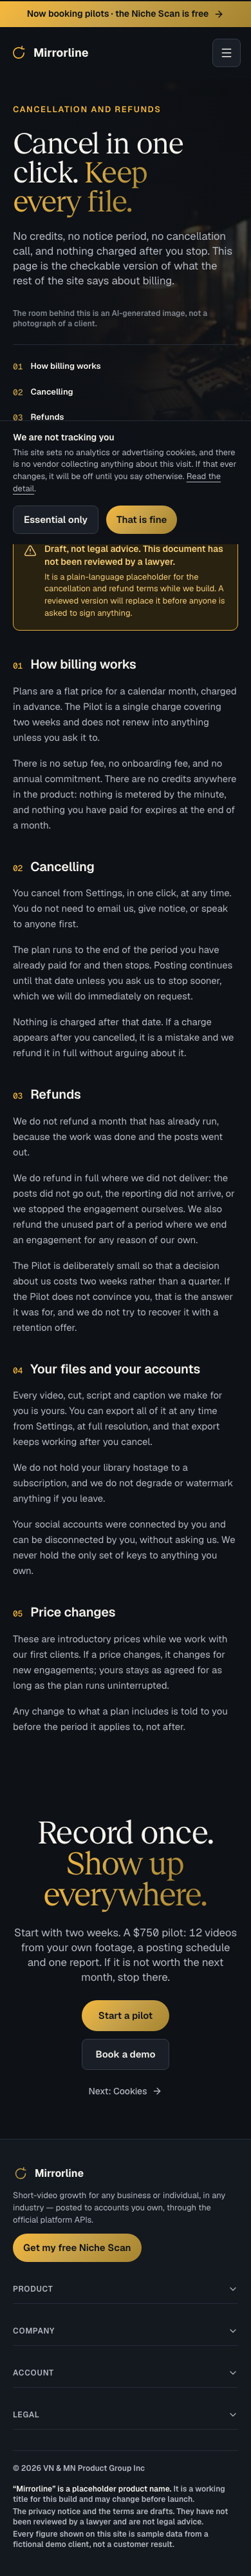 Now booking pilots · the Niche Scan is free →
Mirrorline
CANCELLATION AND REFUNDS
Cancel in one
click. Keep
every file.
No credits, no notice period, no cancellation
call, and nothing charged after you stop. This
page is the checkable version of what the
rest of the site says about billing.
The room behind this is an AI-generated image, not a
photograph of a client.
01 How billing works
02 Cancelling
03 Refunds
We are not tracking you
This site sets no analytics or advertising cookies, and there
is no vendor collecting anything about this visit. If that ever
changes, it will be off until you say otherwise. Read the
detail.
Essential only
That is fine
Draft, not legal advice. This document has
not been reviewed by a lawyer.
It is a plain-language placeholder for the
cancellation and refund terms while we build. A
reviewed version will replace it before anyone is
asked to sign anything.
01 How billing works
Plans are a flat price for a calendar month, charged
in advance. The Pilot is a single charge covering
two weeks and does not renew into anything
unless you ask it to.
There is no setup fee, no onboarding fee, and no
annual commitment. There are no credits anywhere
in the product: nothing is metered by the minute,
and nothing you have paid for expires at the end of
a month.
02 Cancelling
You cancel from Settings, in one click, at any time.
You do not need to email us, give notice, or speak
to anyone first.
The plan runs to the end of the period you have
already paid for and then stops. Posting continues
until that date unless you ask us to stop sooner,
which we will do immediately on request.
Nothing is charged after that date. If a charge
appears after you cancelled, it is a mistake and we
refund it in full without arguing about it.
03 Refunds
We do not refund a month that has already run,
because the work was done and the posts went
out.
We do refund in full where we did not deliver: the
posts did not go out, the reporting did not arrive, or
we stopped the engagement ourselves. We also
refund the unused part of a period where we end
an engagement for any reason of our own.
The Pilot is deliberately small so that a decision
about us costs two weeks rather than a quarter. If
the Pilot does not convince you, that is the answer
it was for, and we do not try to recover it with a
retention offer.
04 Your files and your accounts
Every video, cut, script and caption we make for
you is yours. You can export all of it at any time
from Settings, at full resolution, and that export
keeps working after you cancel.
We do not hold your library hostage to a
subscription, and we do not degrade or watermark
anything if you leave.
Your social accounts were connected by you and
can be disconnected by you, without asking us. We
never hold the only set of keys to anything you
own.
05 Price changes
These are introductory prices while we work with
our first clients. If a price changes, it changes for
new engagements; yours stays as agreed for as
long as the plan runs uninterrupted.
Any change to what a plan includes is told to you
before the period it applies to, not after.
Record once.
Show up
everywhere.
Start with two weeks. A $750 pilot: 12 videos
from your own footage, a posting schedule
and one report. If it is not worth the next
month, stop there.
Start a pilot
Book a demo
Next: Cookies →
Mirrorline
Short-video growth for any business or individual, in any
industry — posted to accounts you own, through the
official platform APIs.
Get my free Niche Scan
PRODUCT
COMPANY
ACCOUNT
LEGAL
© 2026 VN & MN Product Group Inc
“Mirrorline” is a placeholder product name. It is a working
title for this build and may change before launch.
The privacy notice and the terms are drafts. They have not
been reviewed by a lawyer and are not legal advice.
Every figure shown on this site is sample data from a
fictional demo client, not a customer result.